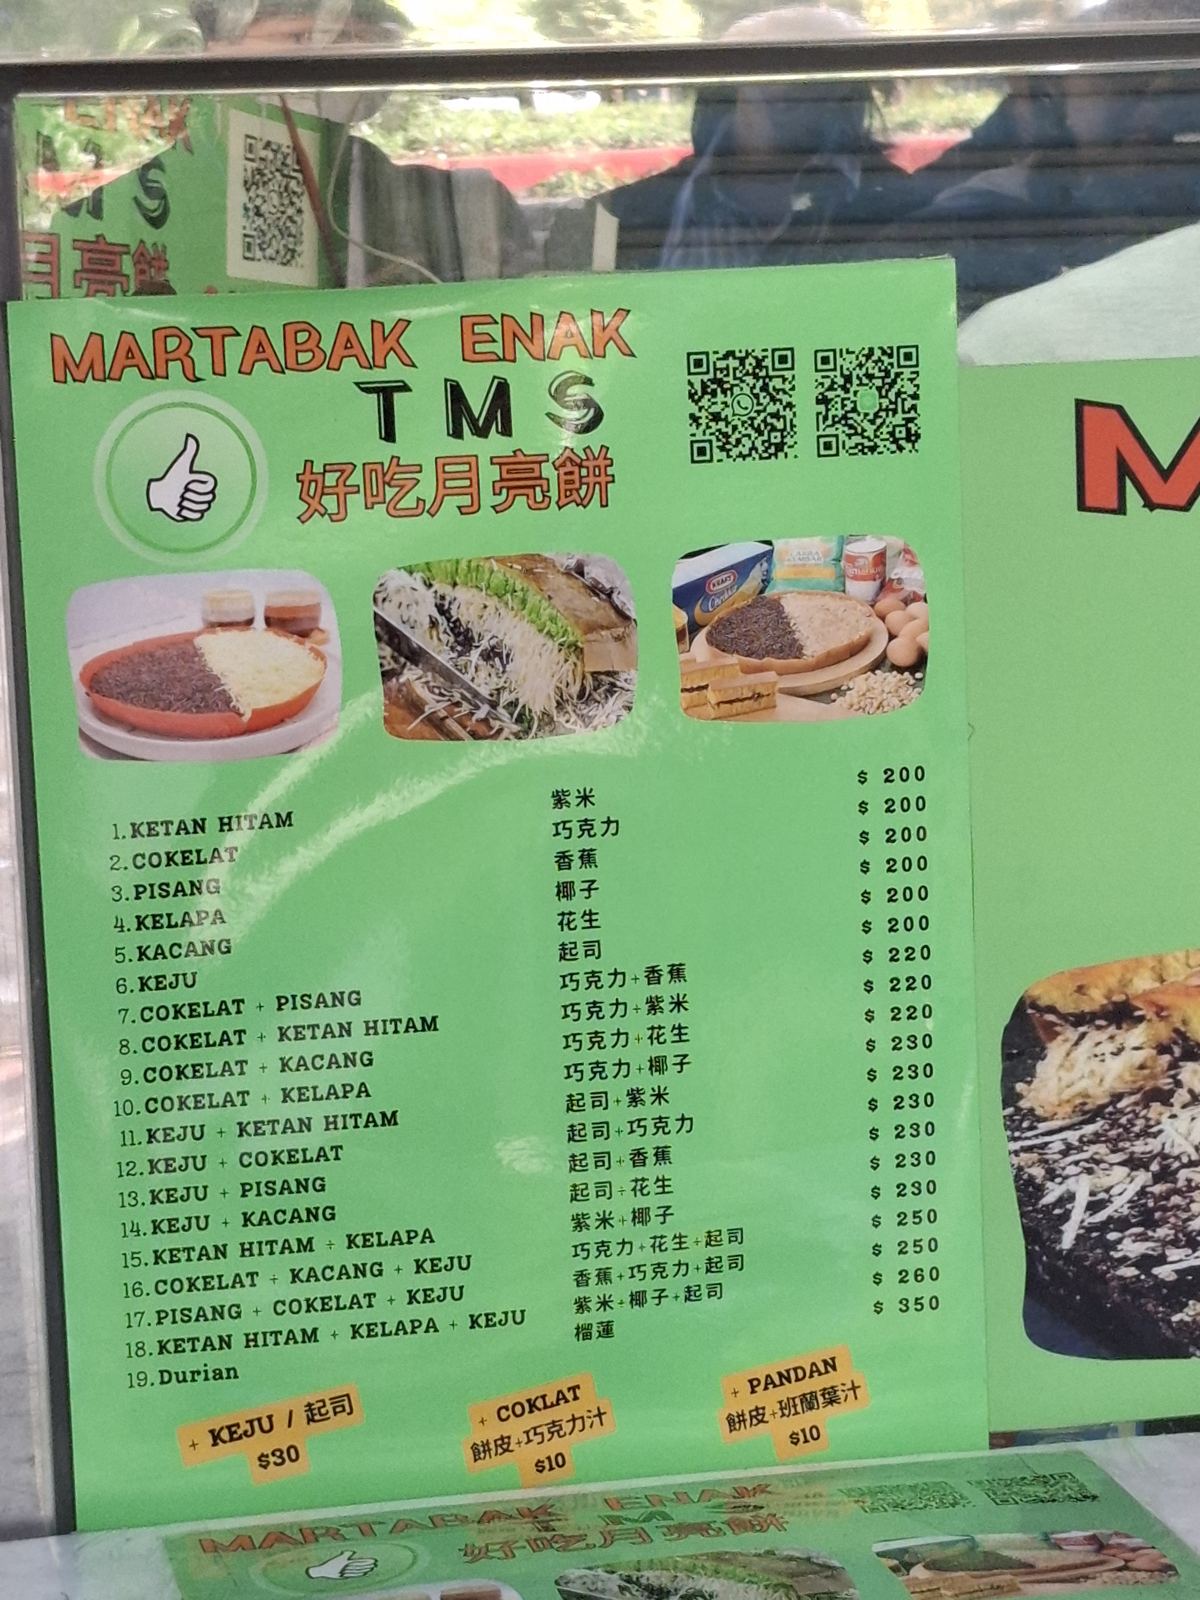 ENAK
MS
月亮餅
MARTABAK ENAK
TMS
好吃月亮餅
M
KRAFT
Cheddar
1. KETAN HITAM 紫米 $ 200
2. COKELAT 巧克力 $ 200
3. PISANG 香蕉 $ 200
4. KELAPA 椰子 $ 200
5. KACANG 花生 $ 200
6. KEJU 起司 $ 200
7. COKELAT + PISANG 巧克力+香蕉 $ 220
8. COKELAT + KETAN HITAM 巧克力+紫米 $ 220
9. COKELAT + KACANG 巧克力+花生 $ 220
10. COKELAT + KELAPA 巧克力+椰子 $ 230
11. KEJU + KETAN HITAM 起司+紫米 $ 230
12. KEJU + COKELAT 起司+巧克力 $ 230
13. KEJU + PISANG 起司+香蕉 $ 230
14. KEJU + KACANG 起司+花生 $ 230
15. KETAN HITAM + KELAPA 紫米+椰子 $ 230
16. COKELAT + KACANG + KEJU 巧克力+花生+起司 $ 250
17. PISANG + COKELAT + KEJU 香蕉+巧克力+起司 $ 250
18. KETAN HITAM + KELAPA + KEJU 紫米+椰子+起司 $ 260
19. Durian 榴蓮 $ 350
+ KEJU / 起司
$30
+ COKLAT
餅皮+巧克力汁
$10
+ PANDAN
餅皮+班蘭葉汁
$10
MARTABAK ENAK
TMS
好吃月亮餅